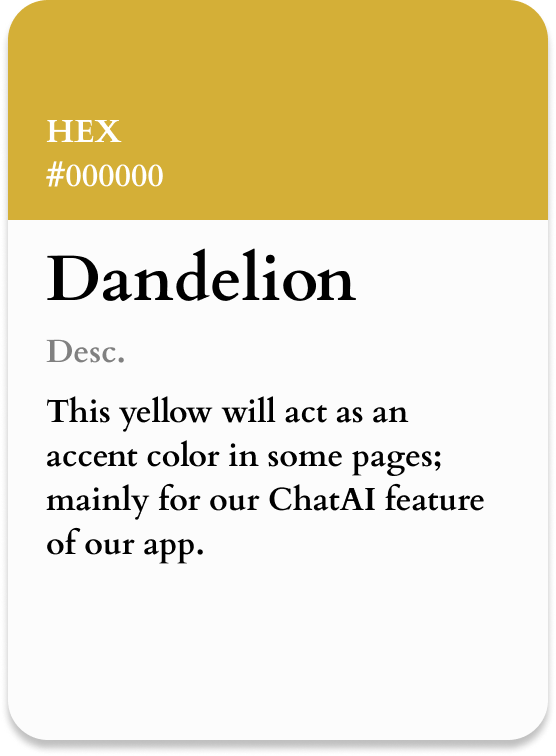 HEX
#000000
Dandelion
Desc.
This yellow will act as an
accent color in some pages;
mainly for our ChatAI feature
of our app.